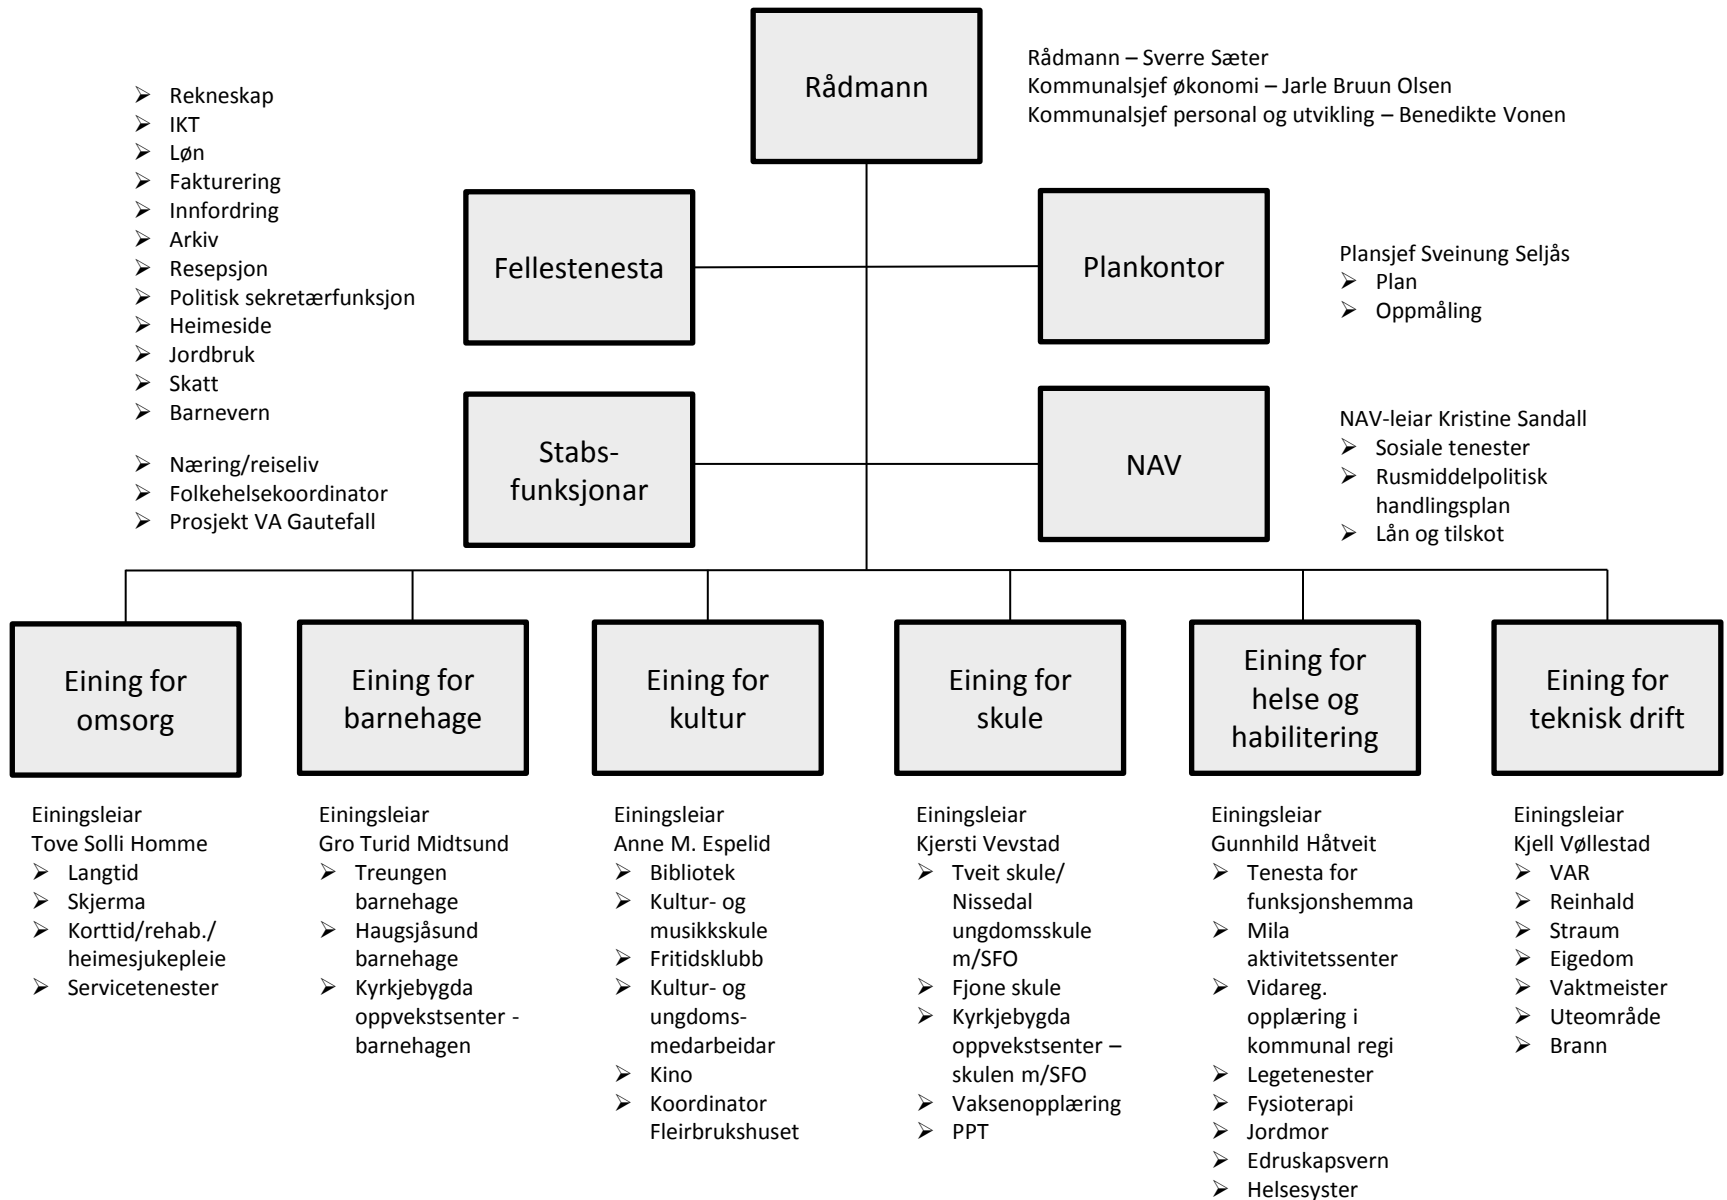 Rådmann
Rådmann – Sverre Sæter
Kommunalsjef økonomi – Jarle Bruun Olsen
Kommunalsjef personal og utvikling – Benedikte Vonen
➢ Rekneskap
➢ IKT
➢ Løn
➢ Fakturering
➢ Innfordring
➢ Arkiv
➢ Resepsjon
➢ Politisk sekretærfunksjon
➢ Heimeside
➢ Jordbruk
➢ Skatt
➢ Barnevern
Fellestenesta
Plankontor
Plansjef Sveinung Seljås
➢ Plan
➢ Oppmåling
➢ Næring/reiseliv
➢ Folkehelsekoordinator
➢ Prosjekt VA Gautefall
Stabs-
funksjonar
NAV
NAV-leiar Kristine Sandall
➢ Sosiale tenester
➢ Rusmiddelpolitisk
handlingsplan
➢ Lån og tilskot
Eining for
omsorg
Eining for
barnehage
Eining for
kultur
Eining for
skule
Eining for
helse og
habilitering
Eining for
teknisk drift
Einingsleiar
Tove Solli Homme
➢ Langtid
➢ Skjerma
➢ Korttid/rehab./
heimesjukepleie
➢ Servicetenester
Einingsleiar
Gro Turid Midtsund
➢ Treungen
barnehage
➢ Haugsjåsund
barnehage
➢ Kyrkjebygda
oppvekstsenter -
barnehagen
Einingsleiar
Anne M. Espelid
➢ Bibliotek
➢ Kultur- og
musikkskule
➢ Fritidsklubb
➢ Kultur- og
ungdoms-
medarbeidar
➢ Kino
➢ Koordinator
Fleirbrukshuset
Einingsleiar
Kjersti Vevstad
➢ Tveit skule/
Nissedal
ungdomsskule
m/SFO
➢ Fjone skule
➢ Kyrkjebygda
oppvekstsenter –
skulen m/SFO
➢ Vaksenopplæring
➢ PPT
Einingsleiar
Gunnhild Håtveit
➢ Tenesta for
funksjonshemma
➢ Mila
aktivitetssenter
➢ Vidareg.
opplæring i
kommunal regi
➢ Legetenester
➢ Fysioterapi
➢ Jordmor
➢ Edruskapsvern
➢ Helsesyster
Einingsleiar
Kjell Vøllestad
➢ VAR
➢ Reinhald
➢ Straum
➢ Eigedom
➢ Vaktmeister
➢ Uteområde
➢ Brann